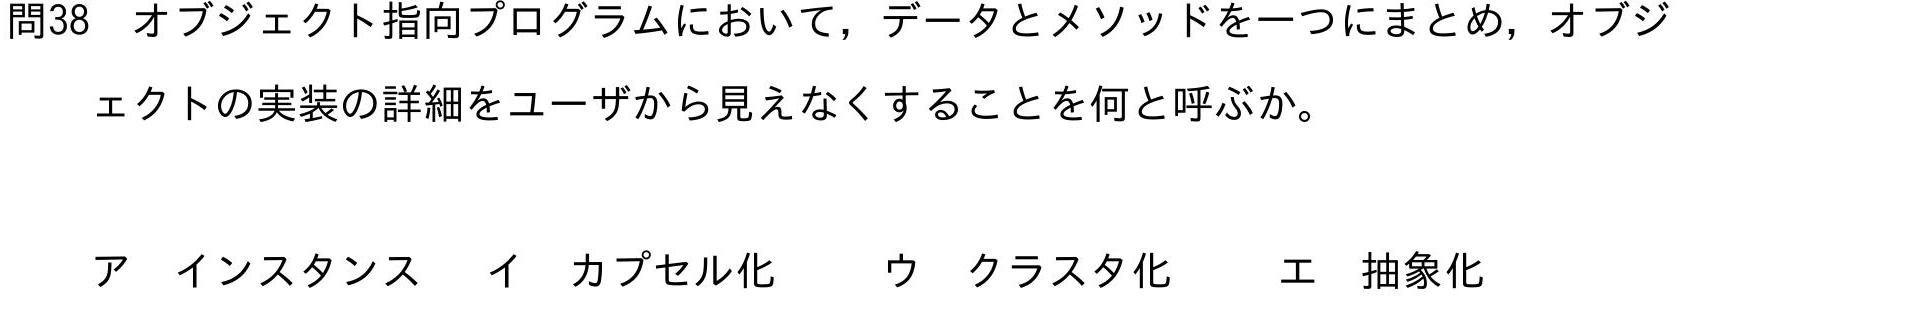 問38　オブジェクト指向プログラムにおいて，データとメソッドを一つにまとめ，オブジ
ェクトの実装の詳細をユーザから見えなくすることを何と呼ぶか。
ア　インスタンス　イ　カプセル化　ウ　クラスタ化　エ　抽象化